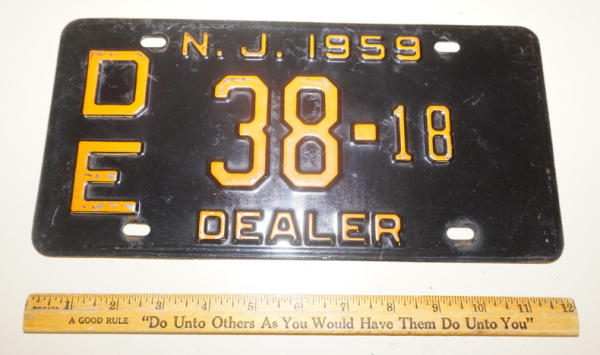 N. J. 1959
DE 38-18
DEALER
1 2 3 4 5 6 7 8 9 10 11 12
A GOOD RULE "Do Unto Others As You Would Have Them Do Unto You"